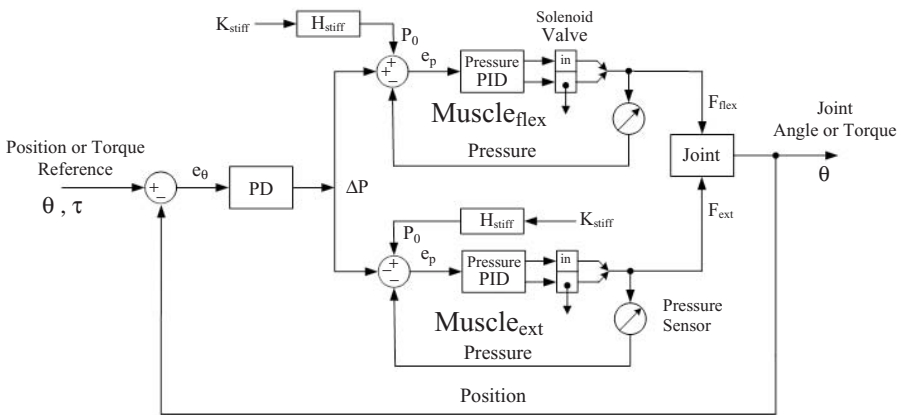 Solenoid
Valve
K_stiff
H_stiff
P_0
+
+
−
e_p
Pressure
PID
in
Muscle_flex
Pressure
F_flex
Joint
Angle or Torque
Joint
θ
Position or Torque
Reference
θ , τ
+
−
e_θ
PD
ΔP
F_ext
P_0
H_stiff
K_stiff
+
−
−
e_p
Pressure
PID
in
Muscle_ext
Pressure
Pressure
Sensor
Position